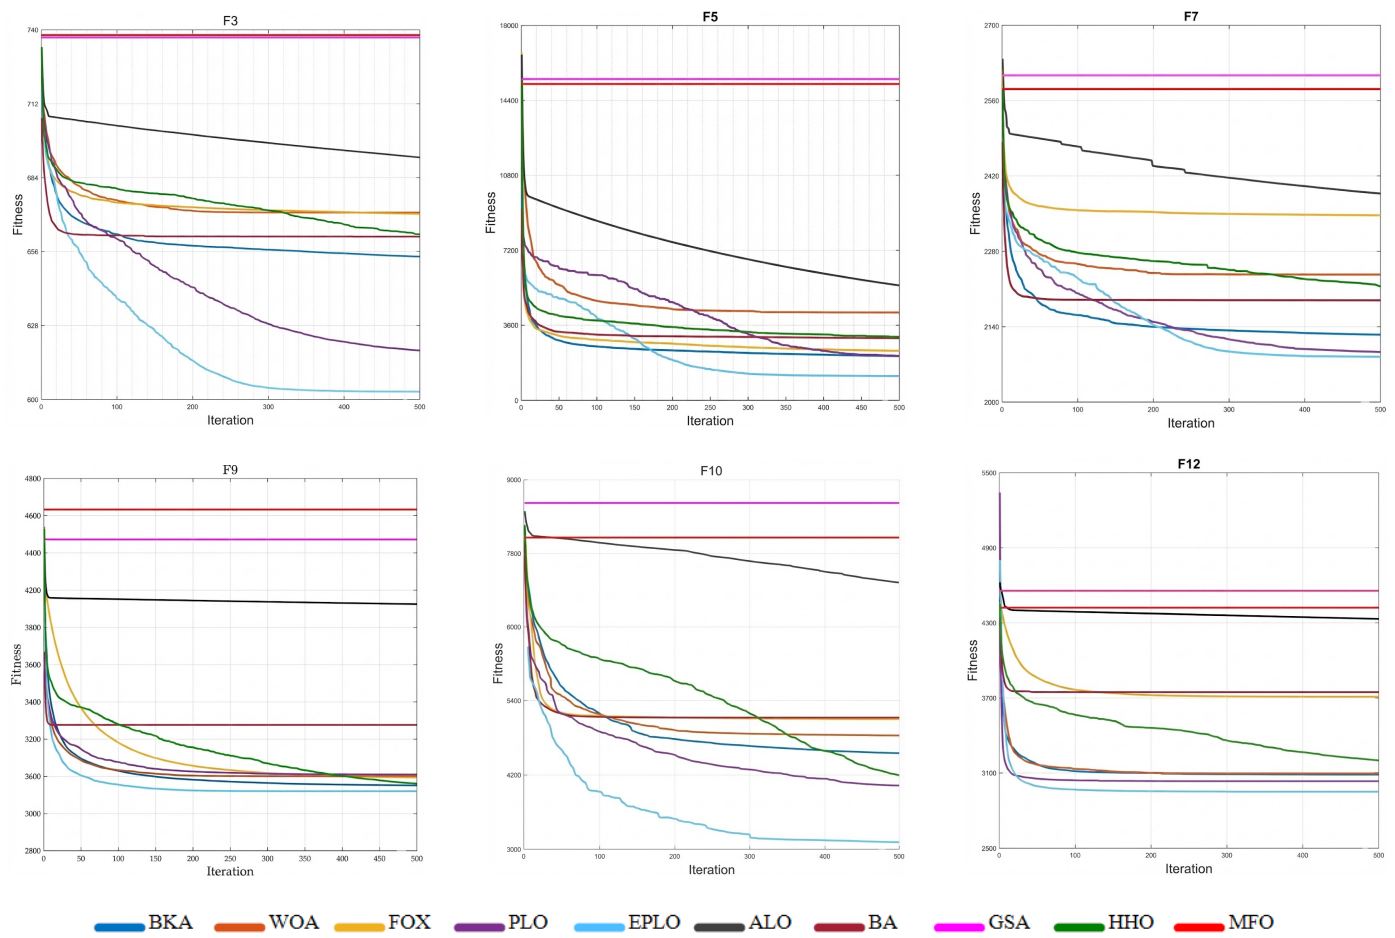 F3
740
712
684
656
628
600
Fitness
0 100 200 300 400 500
Iteration
F5
18000
14400
10800
7200
3600
0
Fitness
0 50 100 150 200 250 300 350 400 450 500
Iteration
F7
2700
2560
2420
2280
2140
2000
Fitness
0 100 200 300 400 500
Iteration
F9
4800
4600
4400
4200
3800
3600
3400
3200
3600
3000
2800
Fitness
0 50 100 150 200 250 300 350 400 450 500
Iteration
F10
9000
7800
6000
5400
4200
3000
Fitness
0 100 200 300 400 500
Iteration
F12
5500
4900
4300
3700
3100
2500
Fitness
0 100 200 300 400 500
Iteration
BKA WOA FOX PLO EPLO ALO BA GSA HHO MFO